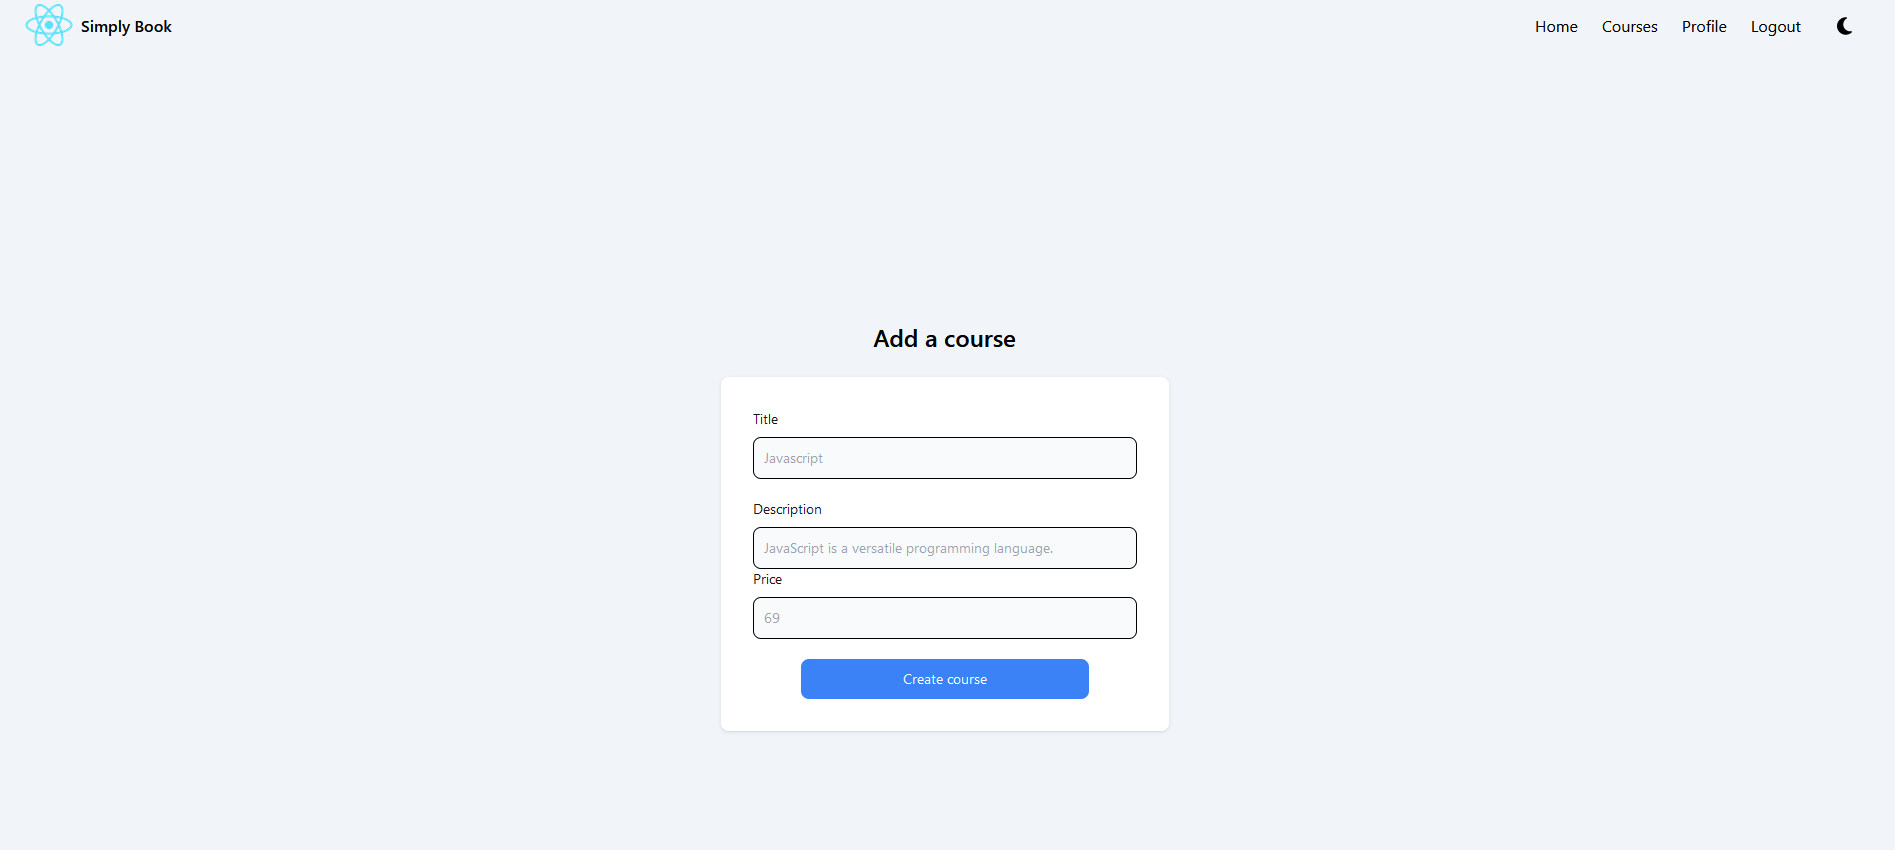 Simply Book
Home Courses Profile Logout
Add a course
Title
Javascript
Description
JavaScript is a versatile programming language.
Price
69
Create course